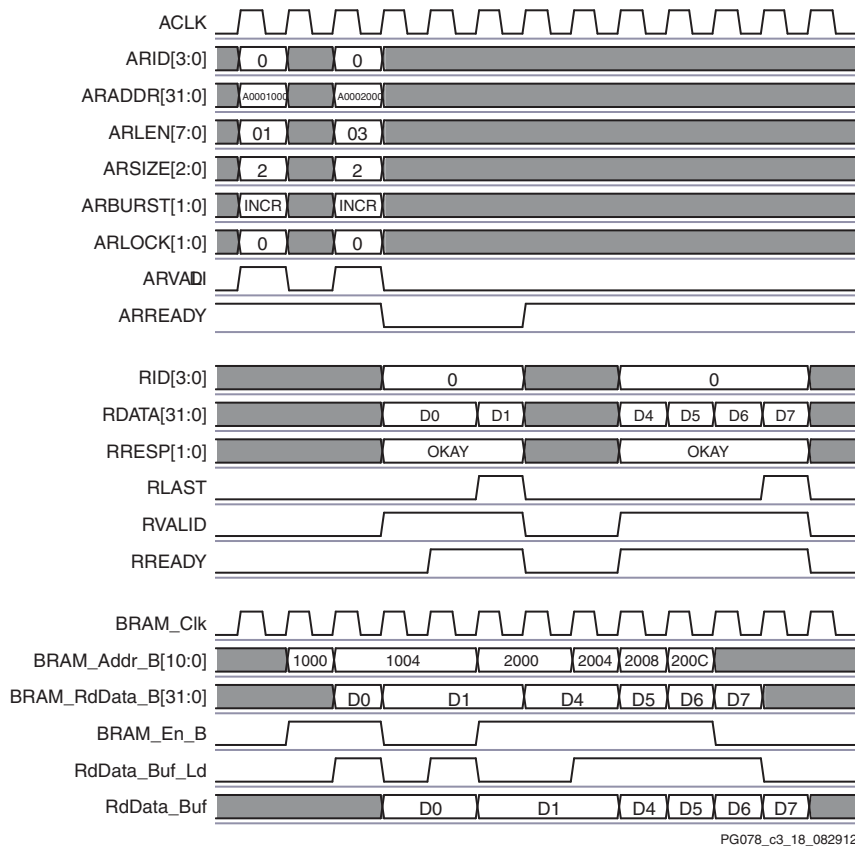 ACLK
ARID[3:0] 0 0
ARADDR[31:0] A0001000 A0002000
ARLEN[7:0] 01 03
ARSIZE[2:0] 2 2
ARBURST[1:0] INCR INCR
ARLOCK[1:0] 0 0
ARVALID
ARREADY
RID[3:0] 0 0
RDATA[31:0] D0 D1 D4 D5 D6 D7
RRESP[1:0] OKAY OKAY
RLAST
RVALID
RREADY
BRAM_Clk
BRAM_Addr_B[10:0] 1000 1004 2000 2004 2008 200C
BRAM_RdData_B[31:0] D0 D1 D4 D5 D6 D7
BRAM_En_B
RdData_Buf_Ld
RdData_Buf D0 D1 D4 D5 D6 D7
PG078_c3_18_082912